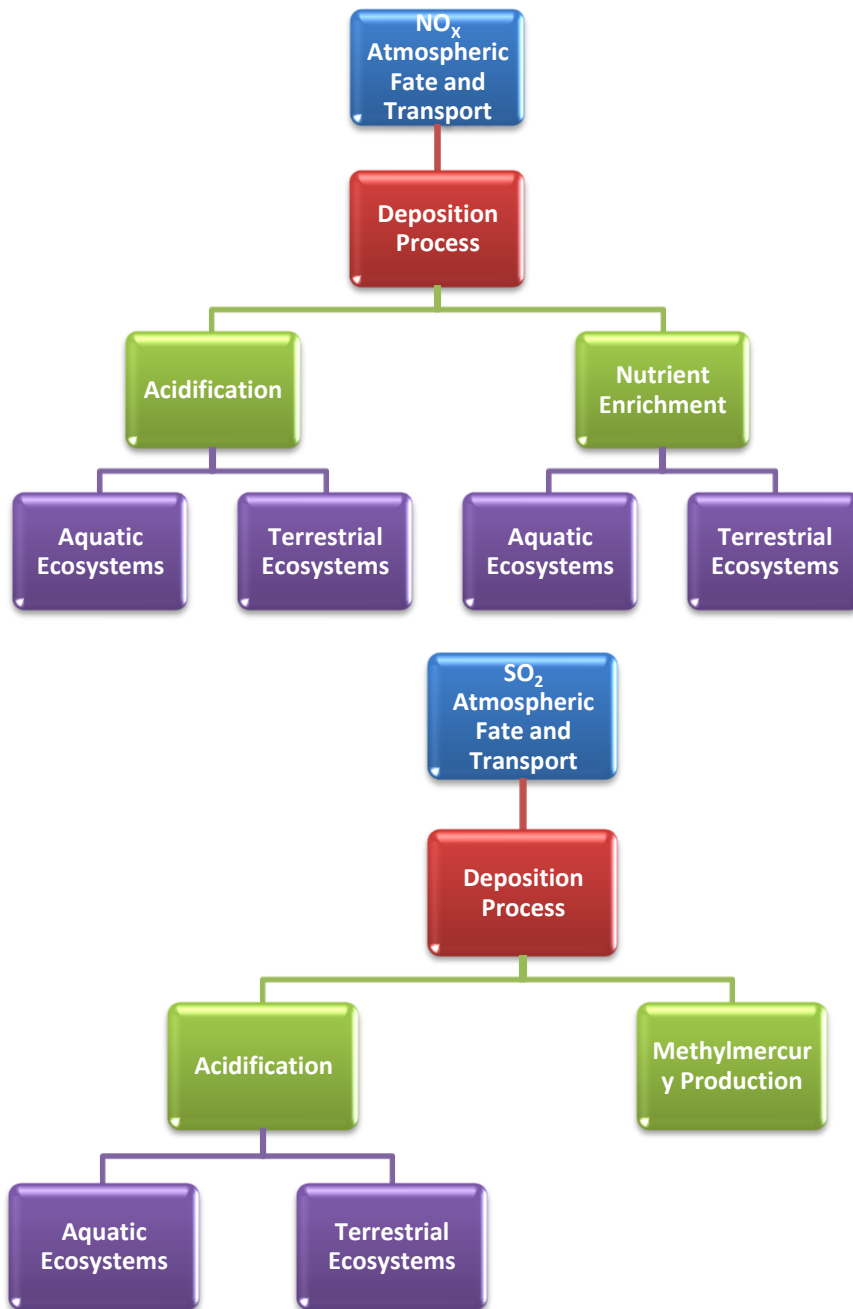 NOX
Atmospheric
Fate and
Transport
Deposition
Process
Acidification
Nutrient
Enrichment
Aquatic
Ecosystems
Terrestrial
Ecosystems
Aquatic
Ecosystems
Terrestrial
Ecosystems
SO2
Atmospheric
Fate and
Transport
Deposition
Process
Acidification
Methylmercur
y Production
Aquatic
Ecosystems
Terrestrial
Ecosystems